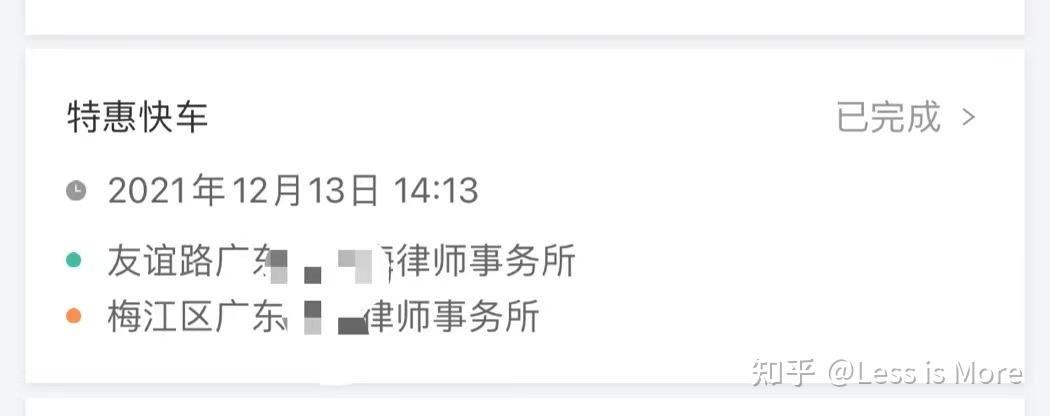 特惠快车
已完成 >
2021年12月13日 14:13
友谊路广东 律师事务所
梅江区广东 律师事务所
知乎 @Less is More